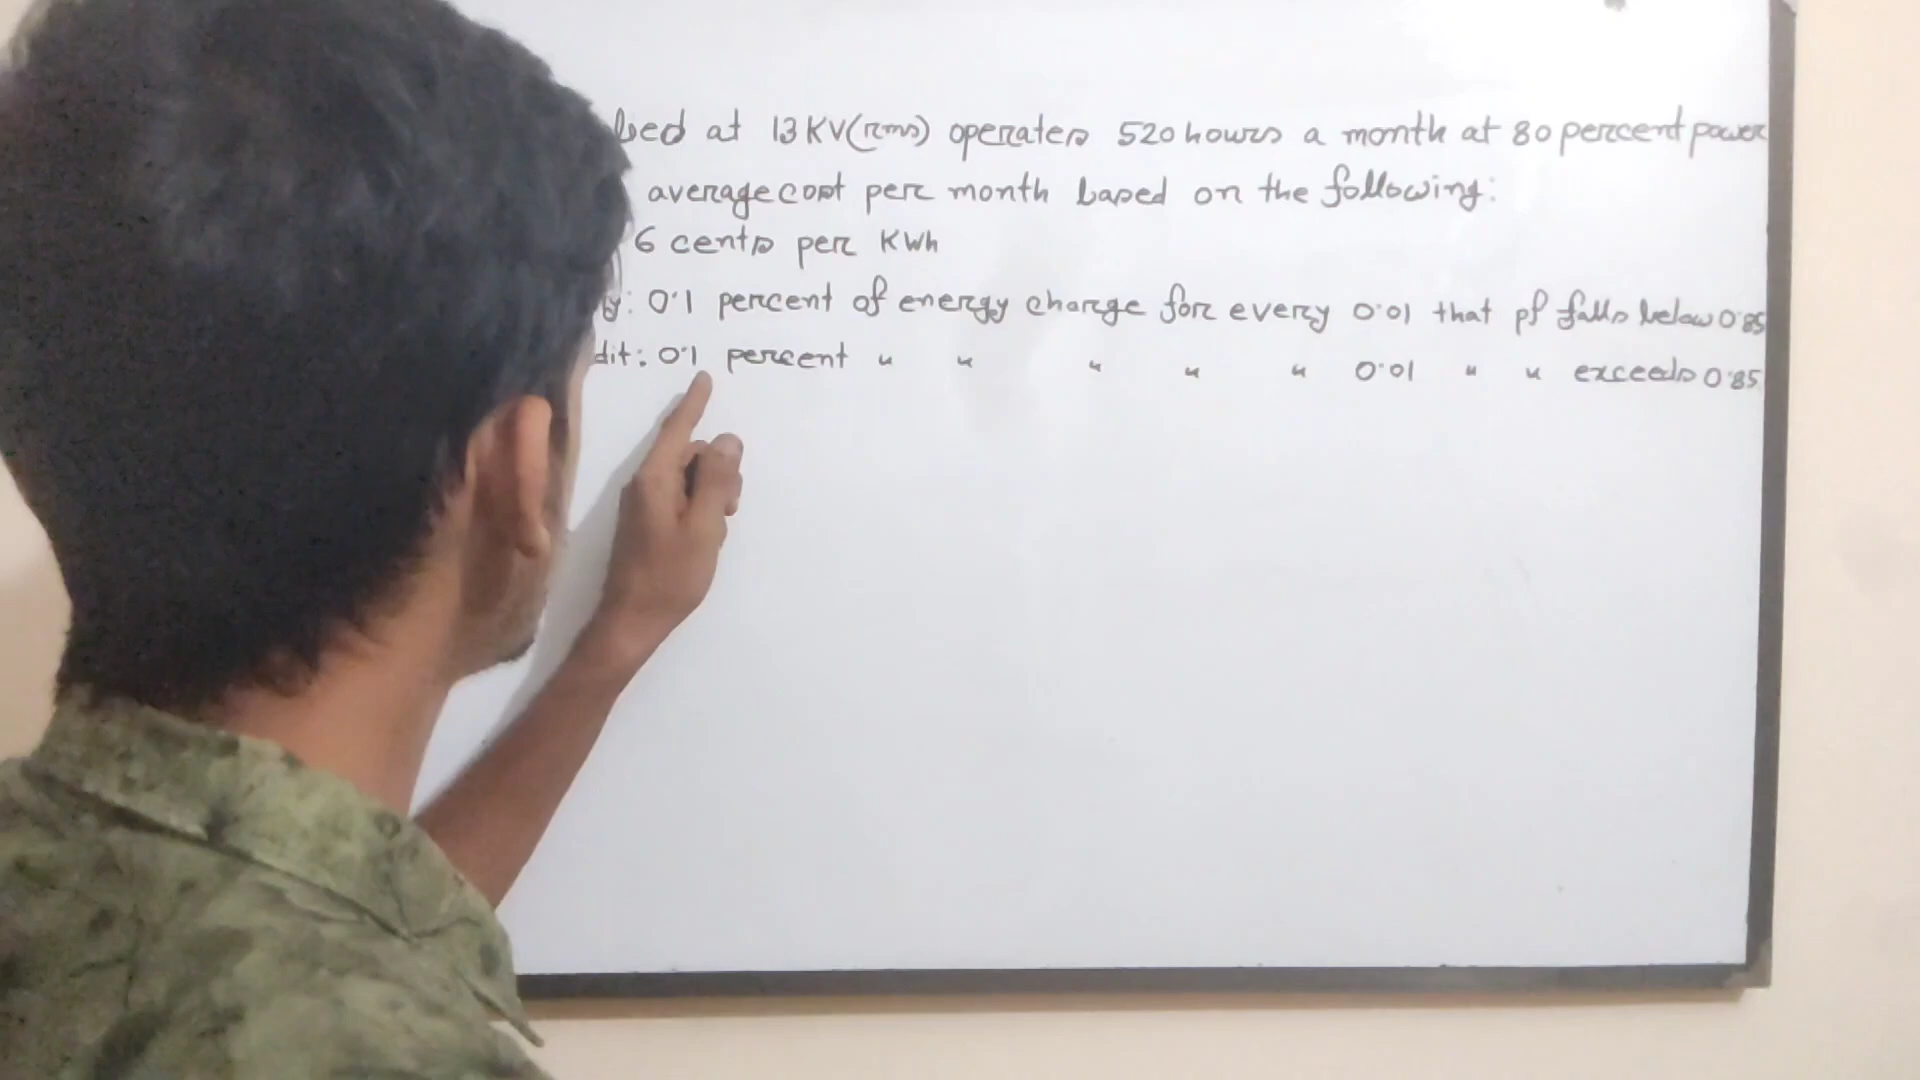 at 13 KV(rms) operates 520 hours a month at 80 percent power
average cost per month based on the following:
6 cents per KWh
0.1 percent of energy charge for every 0.01 that pf falls below 0.85
dit: 0.1 percent " " " " " 0.01 " " exceeds 0.85